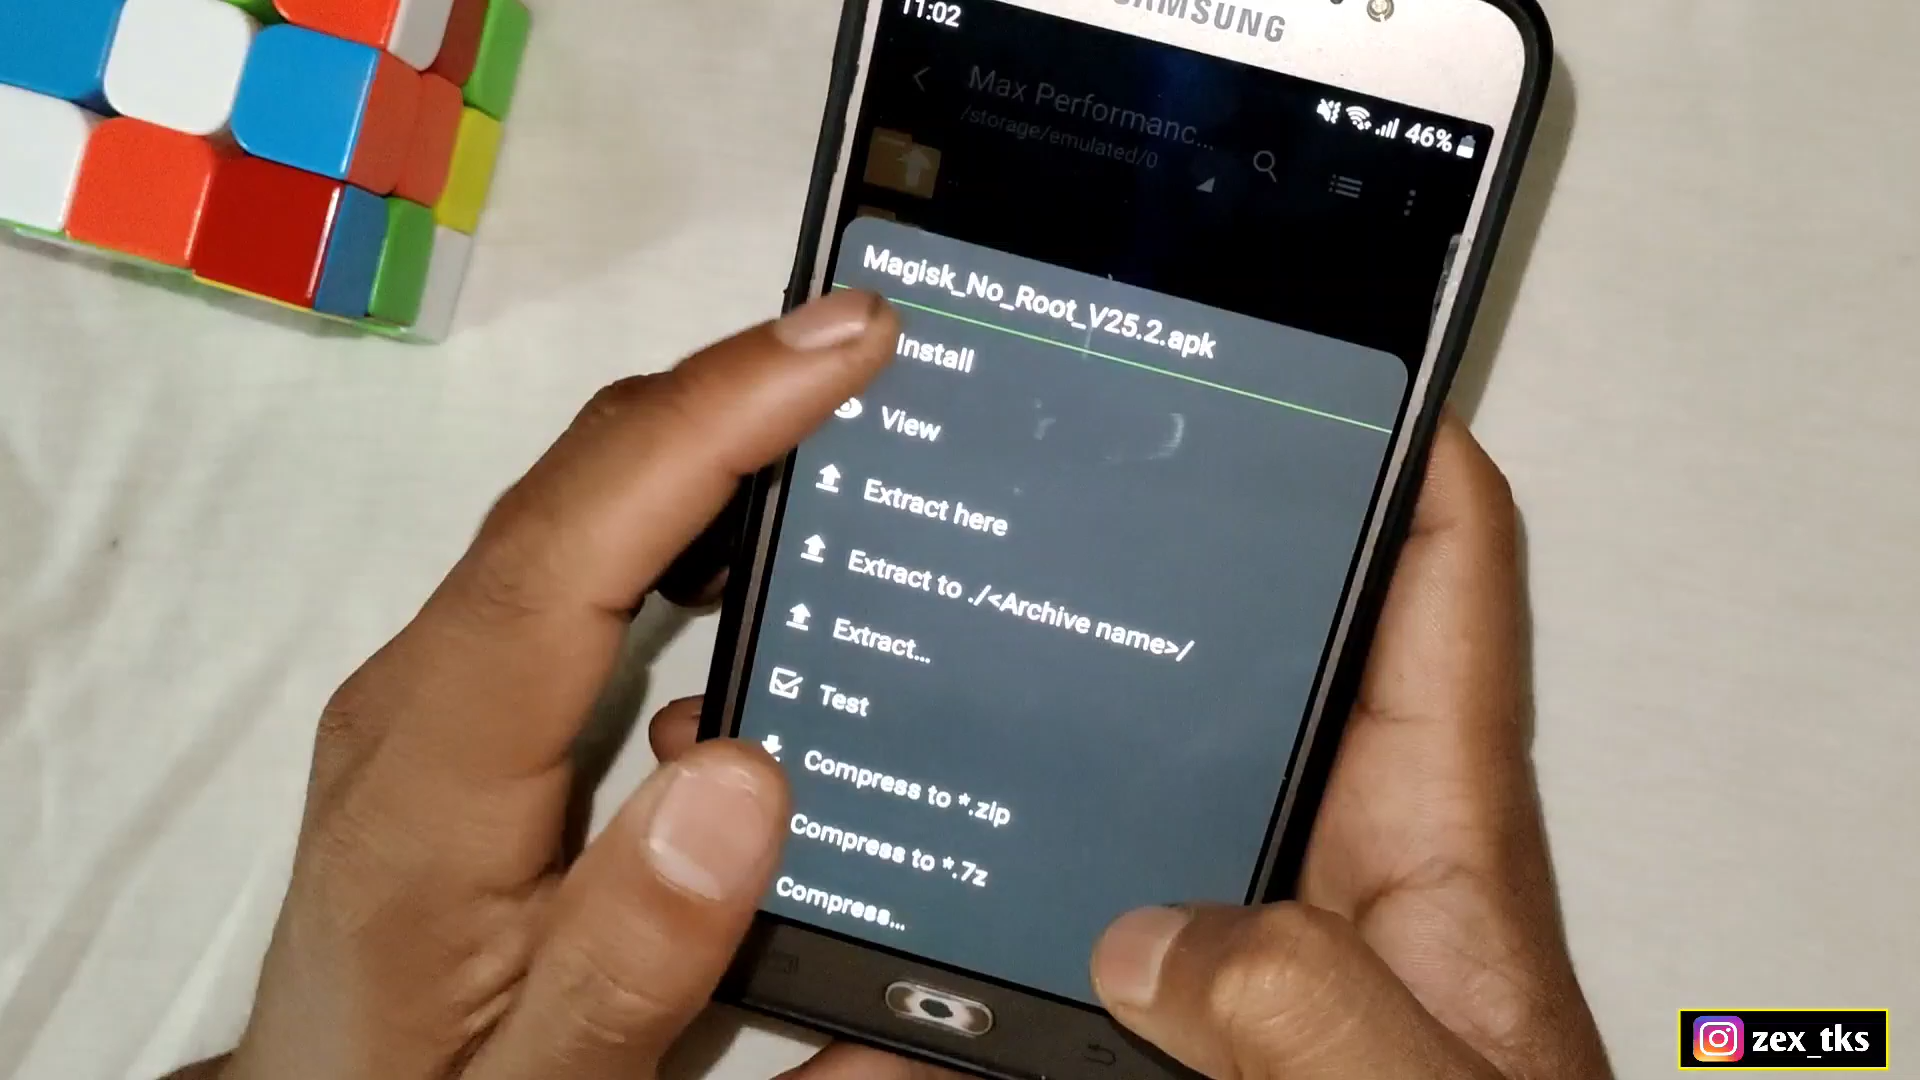 SAMSUNG
11:02
46%
Max Performanc...
/storage/emulated/0
..
Magisk_No_Root_V25.2.apk
Install
View
Extract here
Extract to ./<Archive name>/
Extract...
Test
Compress to *.zip
Compress to *.7z
Compress...
zex_tks